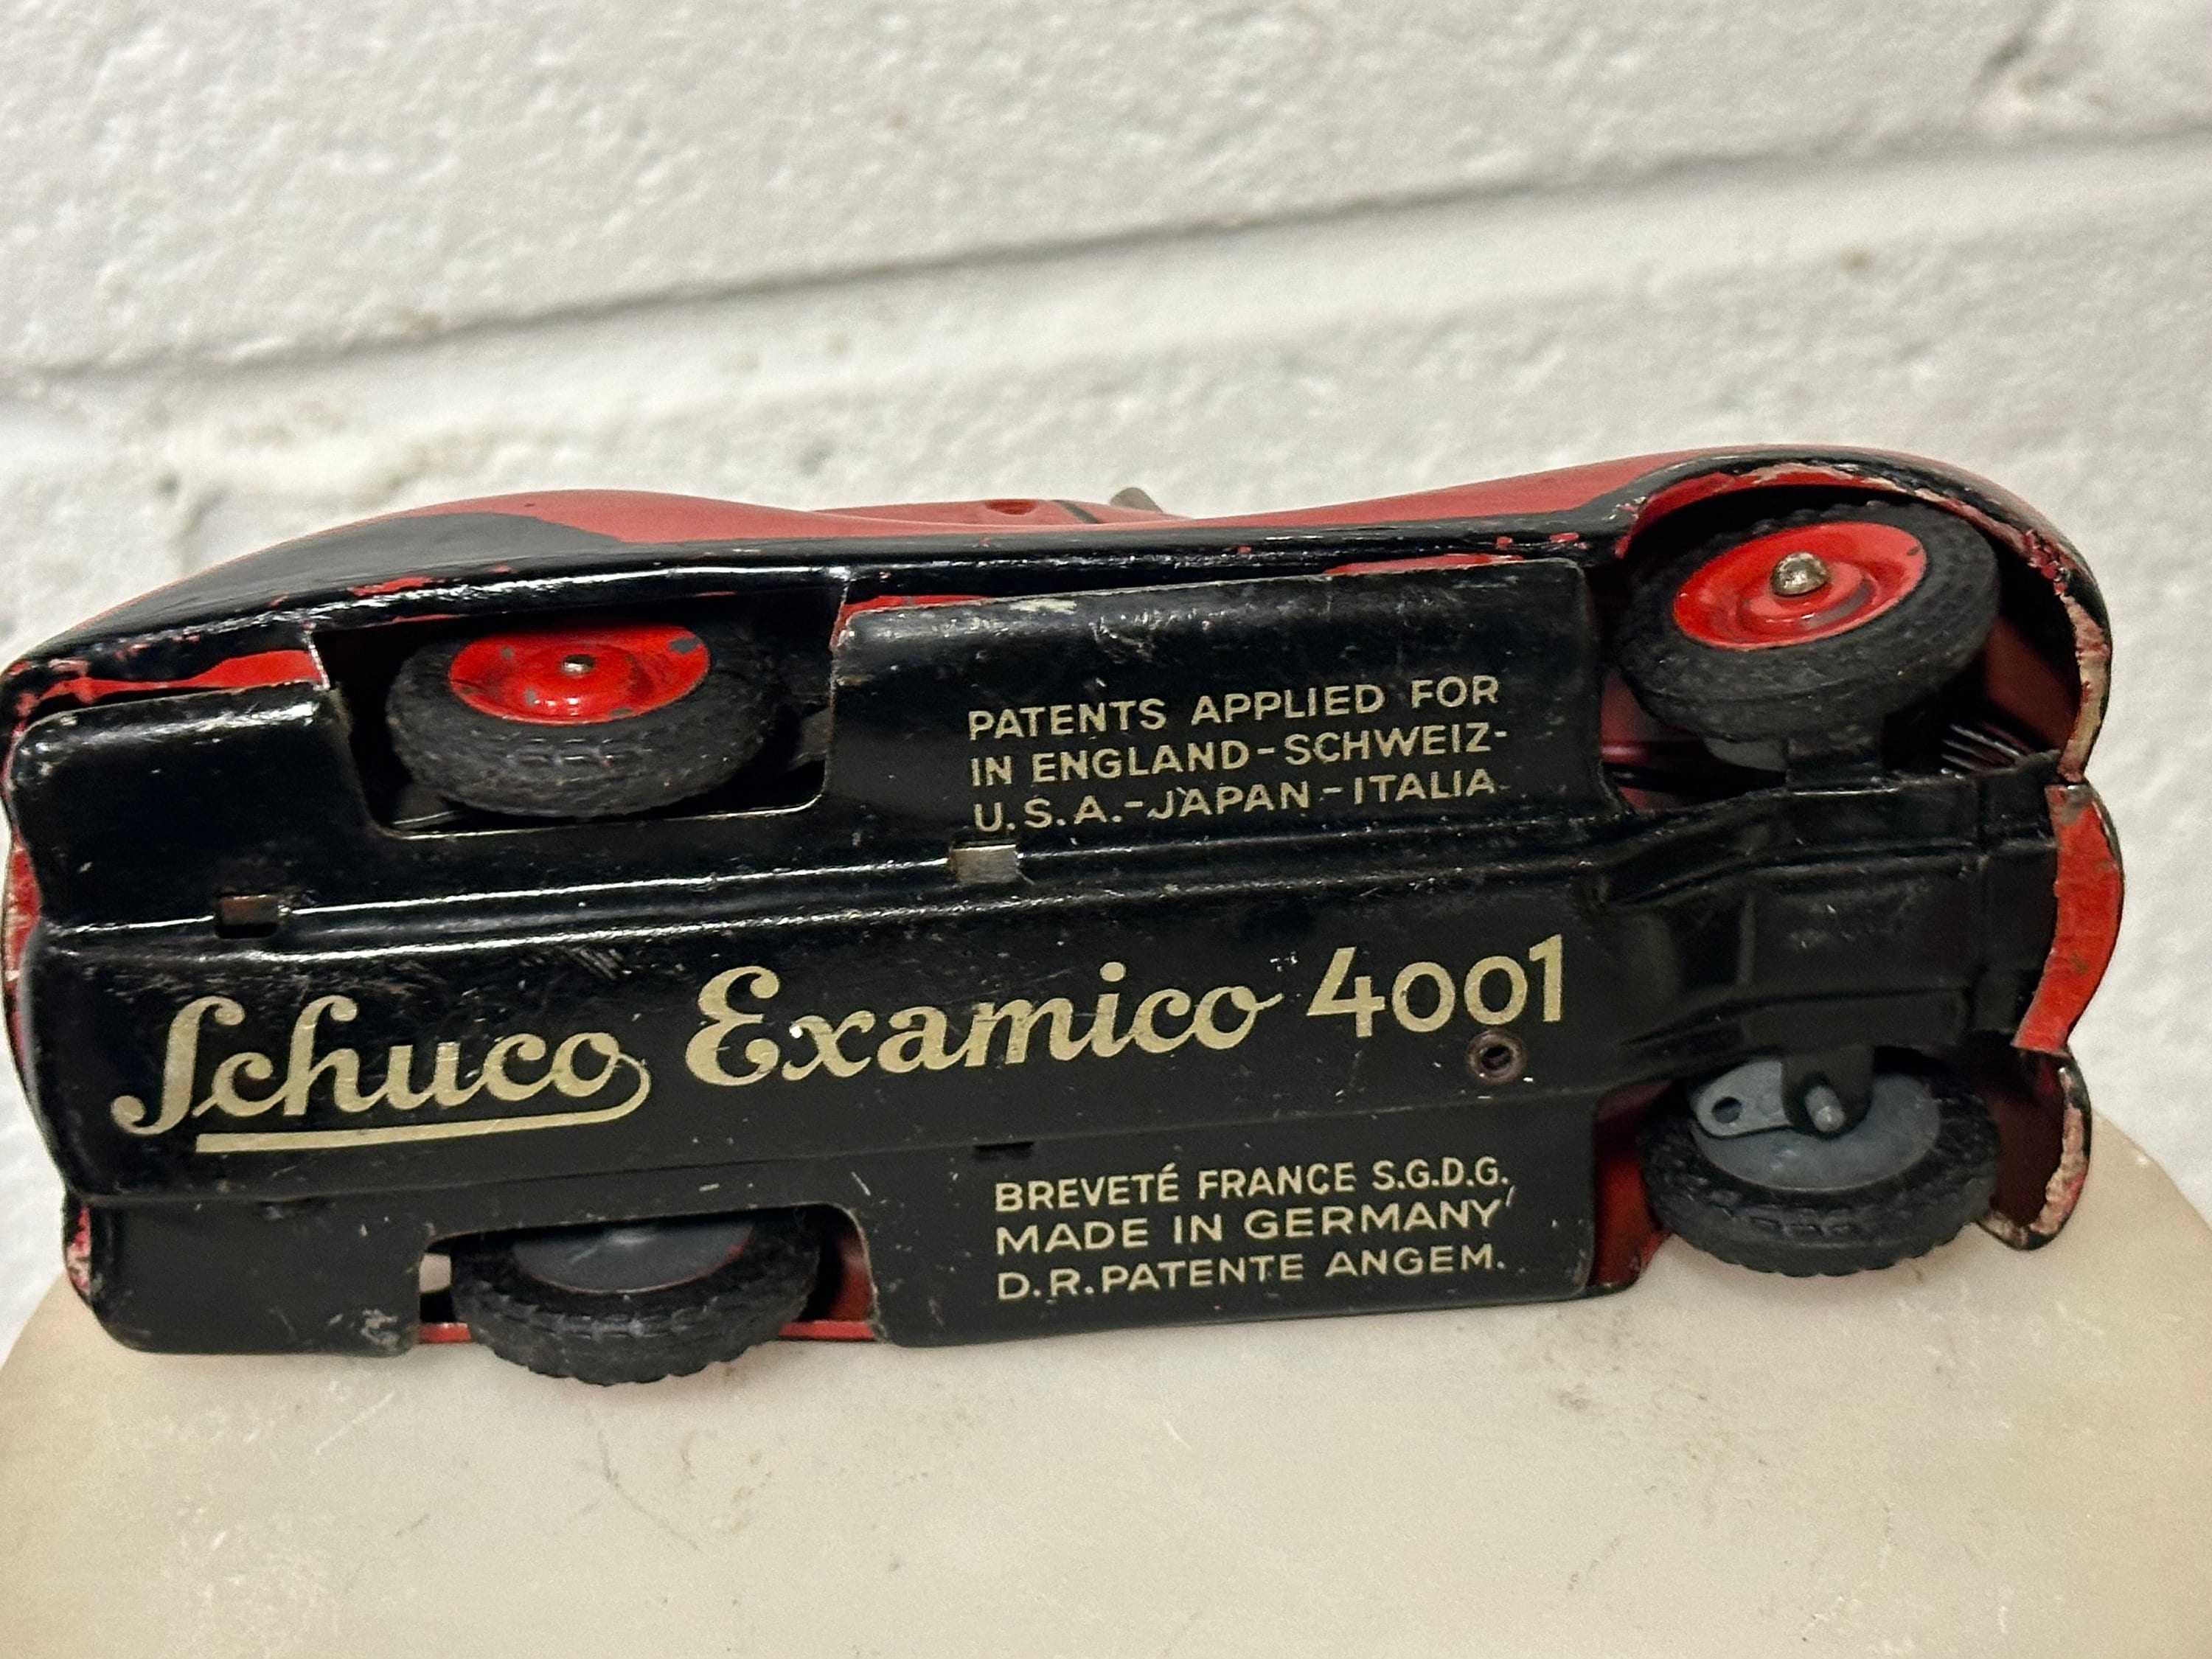 PATENTS APPLIED FOR
IN ENGLAND-SCHWEIZ-
U.S.A.-JAPAN-ITALIA
Schuco Examico 4001
BREVETÉ FRANCE S.G.D.G.
MADE IN GERMANY
D.R.PATENTE ANGEM.